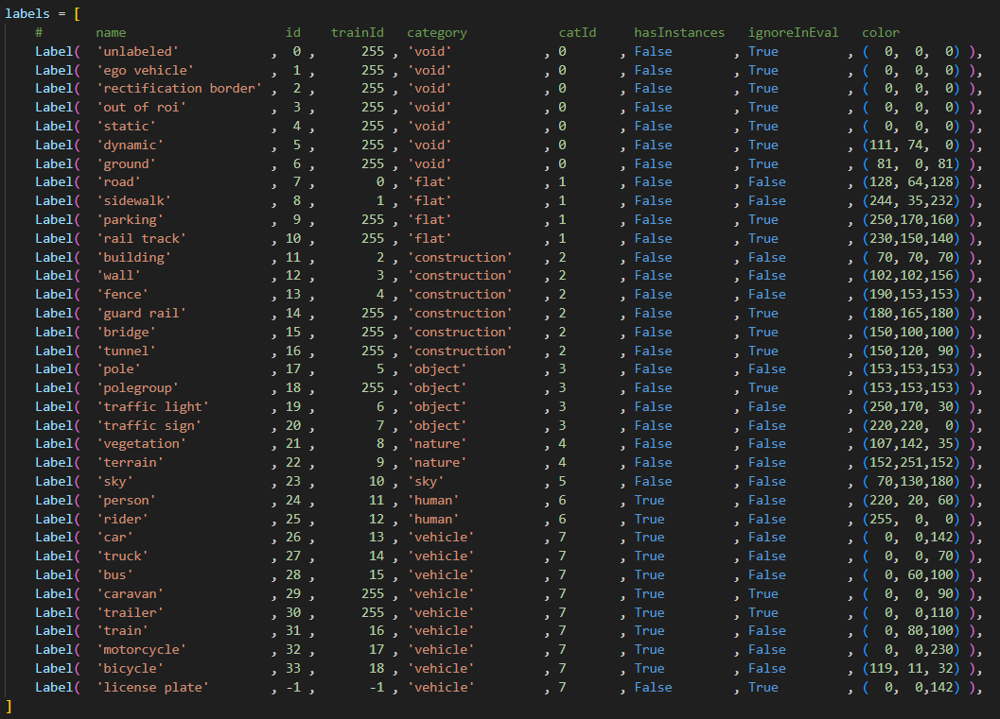 labels = [
    #       name                     id    trainId   category            catId     hasInstances   ignoreInEval   color
    Label(  'unlabeled'            ,  0 ,      255 , 'void'            , 0       , False        , True         , (  0,  0,  0) ),
    Label(  'ego vehicle'          ,  1 ,      255 , 'void'            , 0       , False        , True         , (  0,  0,  0) ),
    Label(  'rectification border' ,  2 ,      255 , 'void'            , 0       , False        , True         , (  0,  0,  0) ),
    Label(  'out of roi'           ,  3 ,      255 , 'void'            , 0       , False        , True         , (  0,  0,  0) ),
    Label(  'static'               ,  4 ,      255 , 'void'            , 0       , False        , True         , (  0,  0,  0) ),
    Label(  'dynamic'              ,  5 ,      255 , 'void'            , 0       , False        , True         , (111, 74,  0) ),
    Label(  'ground'               ,  6 ,      255 , 'void'            , 0       , False        , True         , ( 81,  0, 81) ),
    Label(  'road'                 ,  7 ,        0 , 'flat'            , 1       , False        , False        , (128, 64,128) ),
    Label(  'sidewalk'             ,  8 ,        1 , 'flat'            , 1       , False        , False        , (244, 35,232) ),
    Label(  'parking'              ,  9 ,      255 , 'flat'            , 1       , False        , True         , (250,170,160) ),
    Label(  'rail track'           , 10 ,      255 , 'flat'            , 1       , False        , True         , (230,150,140) ),
    Label(  'building'             , 11 ,        2 , 'construction'    , 2       , False        , False        , ( 70, 70, 70) ),
    Label(  'wall'                 , 12 ,        3 , 'construction'    , 2       , False        , False        , (102,102,156) ),
    Label(  'fence'                , 13 ,        4 , 'construction'    , 2       , False        , False        , (190,153,153) ),
    Label(  'guard rail'           , 14 ,      255 , 'construction'    , 2       , False        , True         , (180,165,180) ),
    Label(  'bridge'               , 15 ,      255 , 'construction'    , 2       , False        , True         , (150,100,100) ),
    Label(  'tunnel'               , 16 ,      255 , 'construction'    , 2       , False        , True         , (150,120, 90) ),
    Label(  'pole'                 , 17 ,        5 , 'object'          , 3       , False        , False        , (153,153,153) ),
    Label(  'polegroup'            , 18 ,      255 , 'object'          , 3       , False        , True         , (153,153,153) ),
    Label(  'traffic light'        , 19 ,        6 , 'object'          , 3       , False        , False        , (250,170, 30) ),
    Label(  'traffic sign'         , 20 ,        7 , 'object'          , 3       , False        , False        , (220,220,  0) ),
    Label(  'vegetation'           , 21 ,        8 , 'nature'          , 4       , False        , False        , (107,142, 35) ),
    Label(  'terrain'              , 22 ,        9 , 'nature'          , 4       , False        , False        , (152,251,152) ),
    Label(  'sky'                  , 23 ,       10 , 'sky'             , 5       , False        , False        , ( 70,130,180) ),
    Label(  'person'               , 24 ,       11 , 'human'           , 6       , True         , False        , (220, 20, 60) ),
    Label(  'rider'                , 25 ,       12 , 'human'           , 6       , True         , False        , (255,  0,  0) ),
    Label(  'car'                  , 26 ,       13 , 'vehicle'         , 7       , True         , False        , (  0,  0,142) ),
    Label(  'truck'                , 27 ,       14 , 'vehicle'         , 7       , True         , False        , (  0,  0, 70) ),
    Label(  'bus'                  , 28 ,       15 , 'vehicle'         , 7       , True         , False        , (  0, 60,100) ),
    Label(  'caravan'              , 29 ,      255 , 'vehicle'         , 7       , True         , True         , (  0,  0, 90) ),
    Label(  'trailer'              , 30 ,      255 , 'vehicle'         , 7       , True         , True         , (  0,  0,110) ),
    Label(  'train'                , 31 ,       16 , 'vehicle'         , 7       , True         , False        , (  0, 80,100) ),
    Label(  'motorcycle'           , 32 ,       17 , 'vehicle'         , 7       , True         , False        , (  0,  0,230) ),
    Label(  'bicycle'              , 33 ,       18 , 'vehicle'         , 7       , True         , False        , (119, 11, 32) ),
    Label(  'license plate'        , -1 ,       -1 , 'vehicle'         , 7       , False        , True         , (  0,  0,142) ),
]